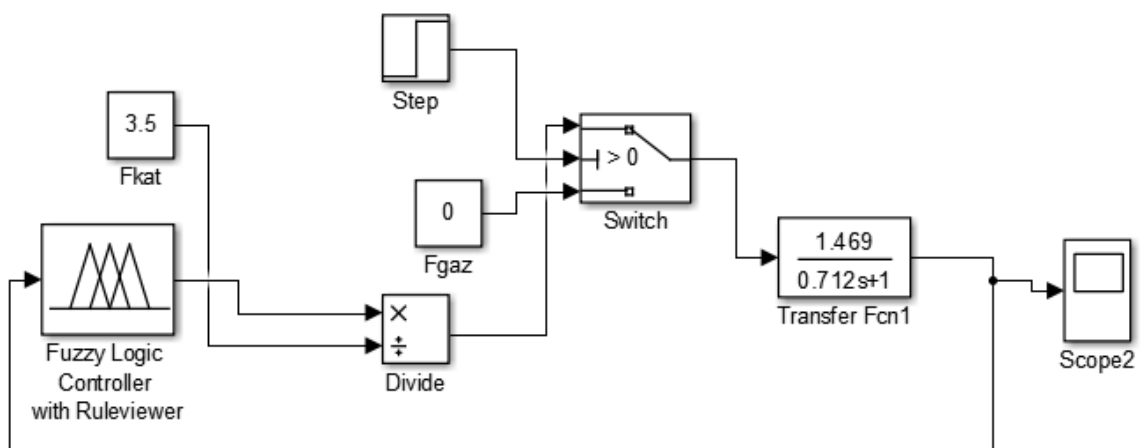 Step
3.5
Fkat
> 0
Switch
0
Fgaz
1.469
0.712s+1
Transfer Fcn1
Scope2
×
÷
Divide
Fuzzy Logic
Controller
with Ruleviewer